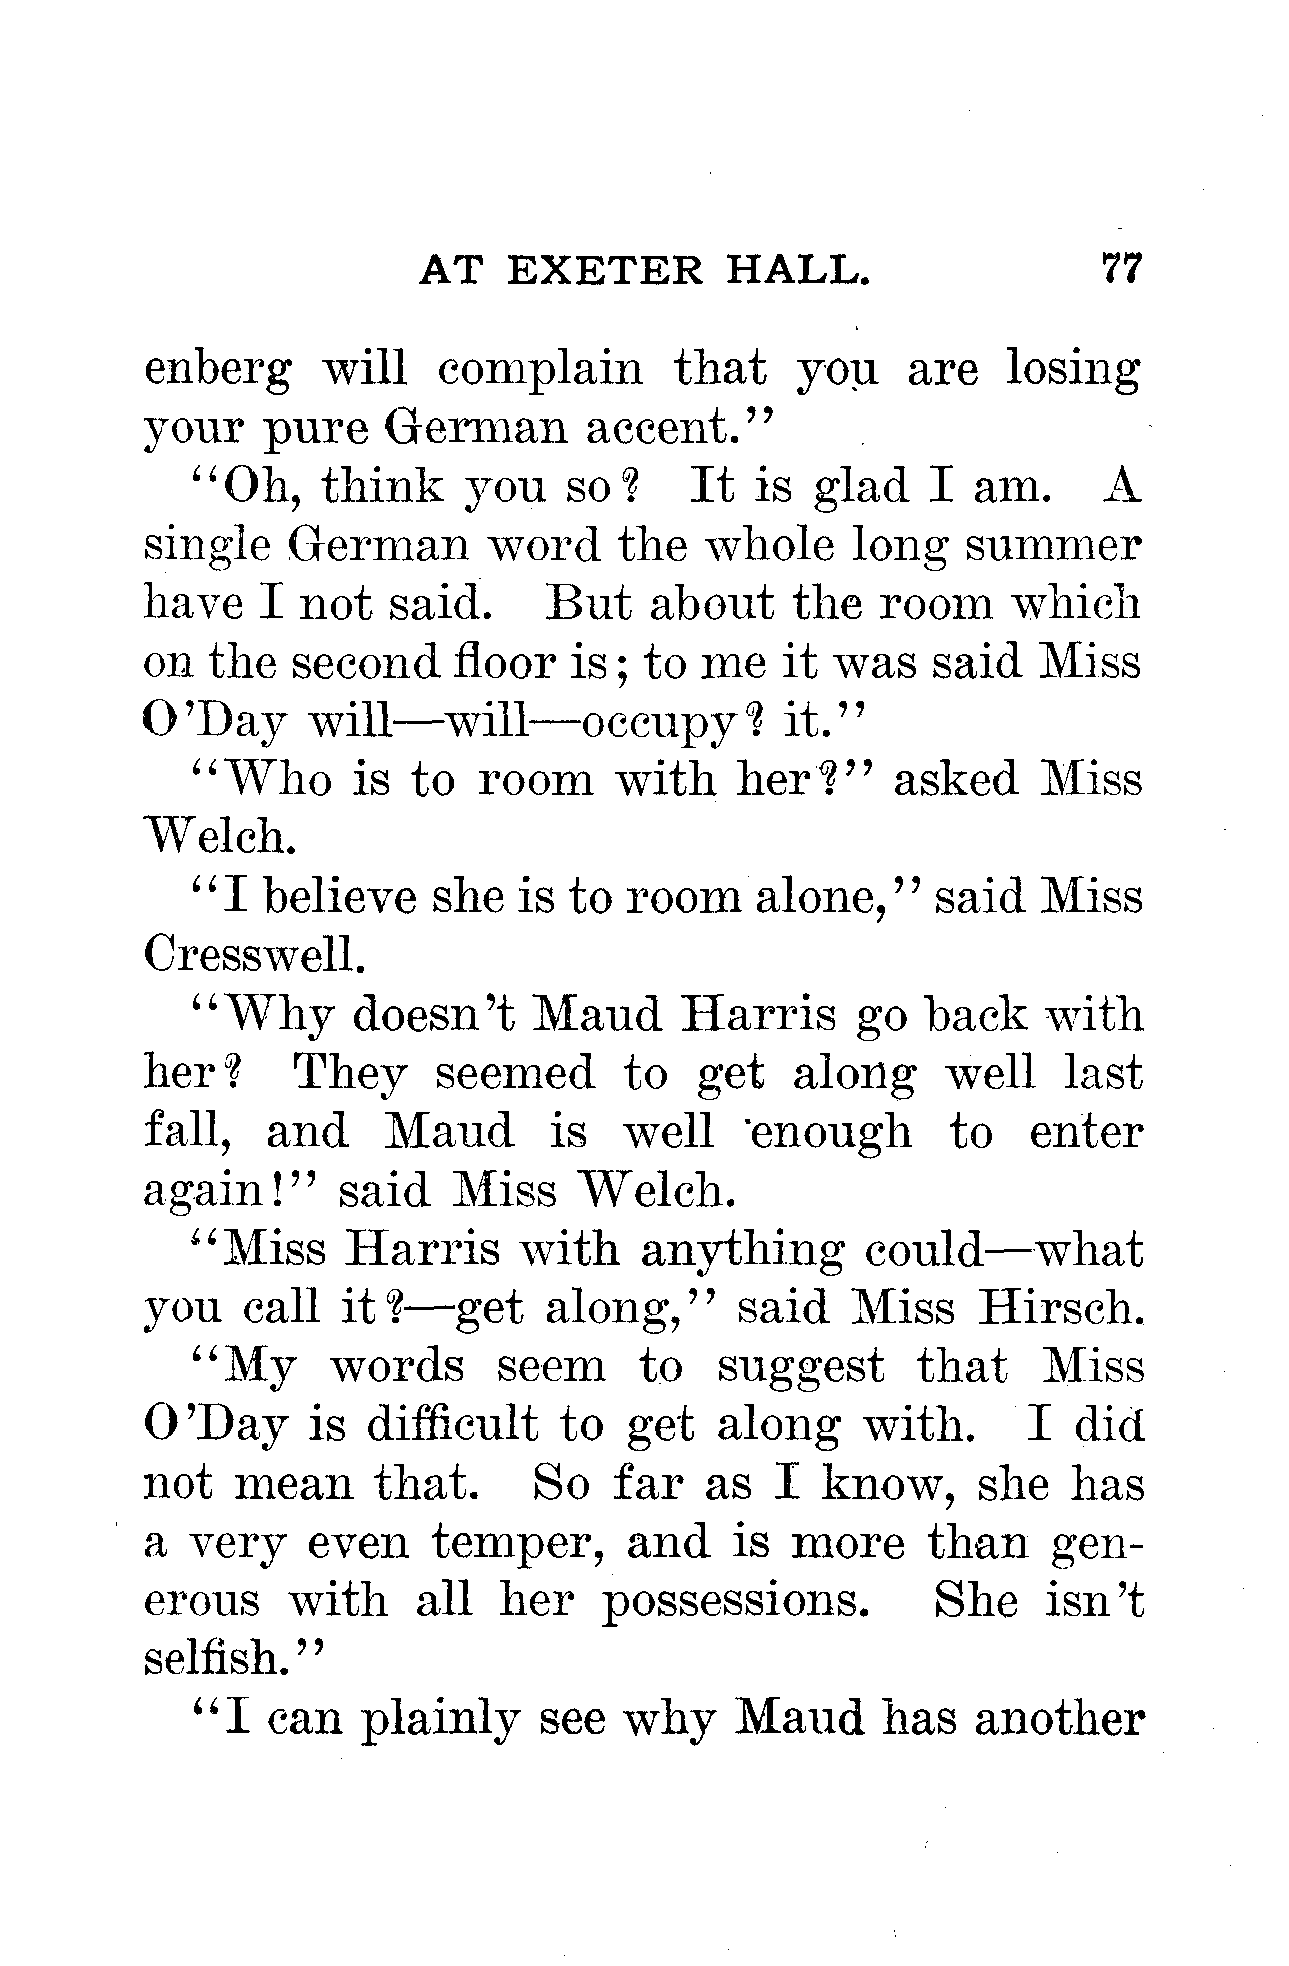 AT EXETER HALL. 77
enberg will complain that you are losing
your pure German accent."
"Oh, think you so? It is glad I am. A
single German word the whole long summer
have I not said. But about the room which
on the second floor is; to me it was said Miss
O'Day will—will—occupy? it."
"Who is to room with her?" asked Miss
Welch.
"I believe she is to room alone," said Miss
Cresswell.
"Why doesn't Maud Harris go back with
her? They seemed to get along well last
fall, and Maud is well enough to enter
again!" said Miss Welch.
"Miss Harris with anything could—what
you call it?—get along," said Miss Hirsch.
"My words seem to suggest that Miss
O'Day is difficult to get along with. I did
not mean that. So far as I know, she has
a very even temper, and is more than gen-
erous with all her possessions. She isn't
selfish."
"I can plainly see why Maud has another